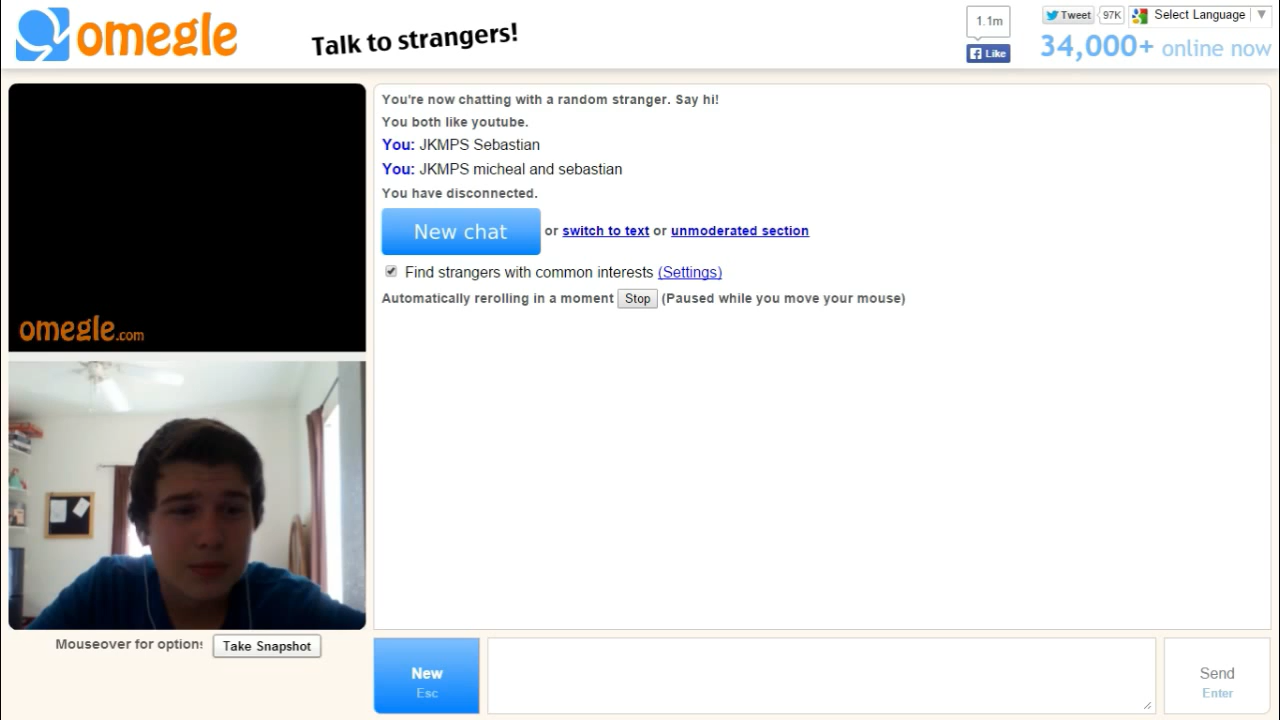 omegle
Talk to strangers!
1.1m
Like
Tweet 97K
Select Language ▼
34,000+ online now
omegle.com
Mouseover for options
Take Snapshot
You're now chatting with a random stranger. Say hi!
You both like youtube.
You: JKMPS Sebastian
You: JKMPS micheal and sebastian
You have disconnected.
New chat or switch to text or unmoderated section
Find strangers with common interests (Settings)
Automatically rerolling in a moment Stop (Paused while you move your mouse)
New
Esc
Send
Enter